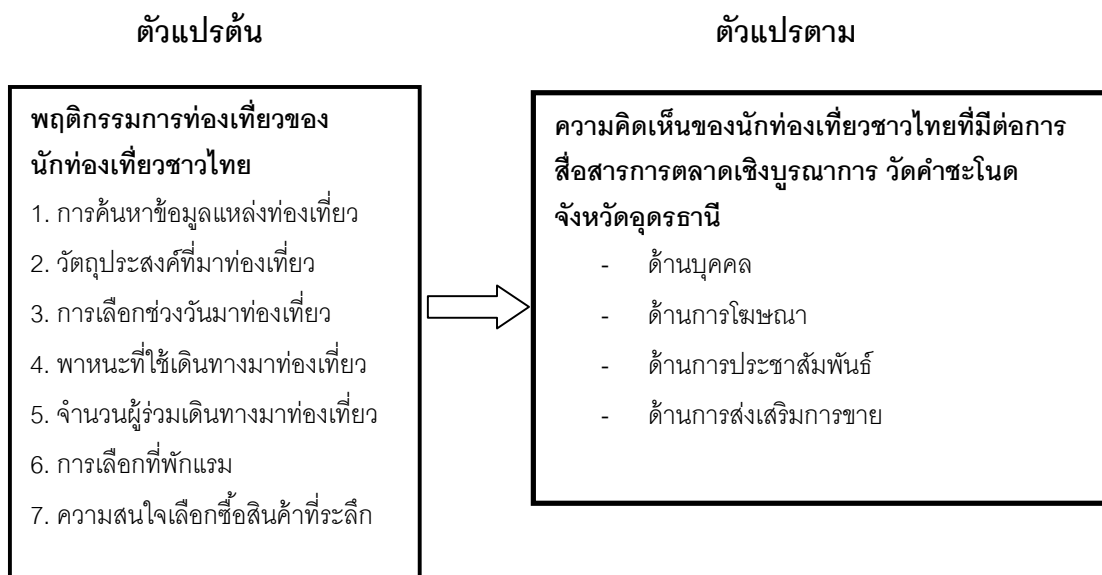 ตัวแปรต้น
ตัวแปรตาม
พฤติกรรมการท่องเที่ยวของ
นักท่องเที่ยวชาวไทย
1. การค้นหาข้อมูลแหล่งท่องเที่ยว
2. วัตถุประสงค์ที่มาท่องเที่ยว
3. การเลือกช่วงวันมาท่องเที่ยว
4. พาหนะที่ใช้เดินทางมาท่องเที่ยว
5. จำนวนผู้ร่วมเดินทางมาท่องเที่ยว
6. การเลือกที่พักแรม
7. ความสนใจเลือกซื้อสินค้าที่ระลึก
ความคิดเห็นของนักท่องเที่ยวชาวไทยที่มีต่อการ
สื่อสารการตลาดเชิงบูรณาการ วัดคำชะโนด
จังหวัดอุดรธานี
- ด้านบุคคล
- ด้านการโฆษณา
- ด้านการประชาสัมพันธ์
- ด้านการส่งเสริมการขาย